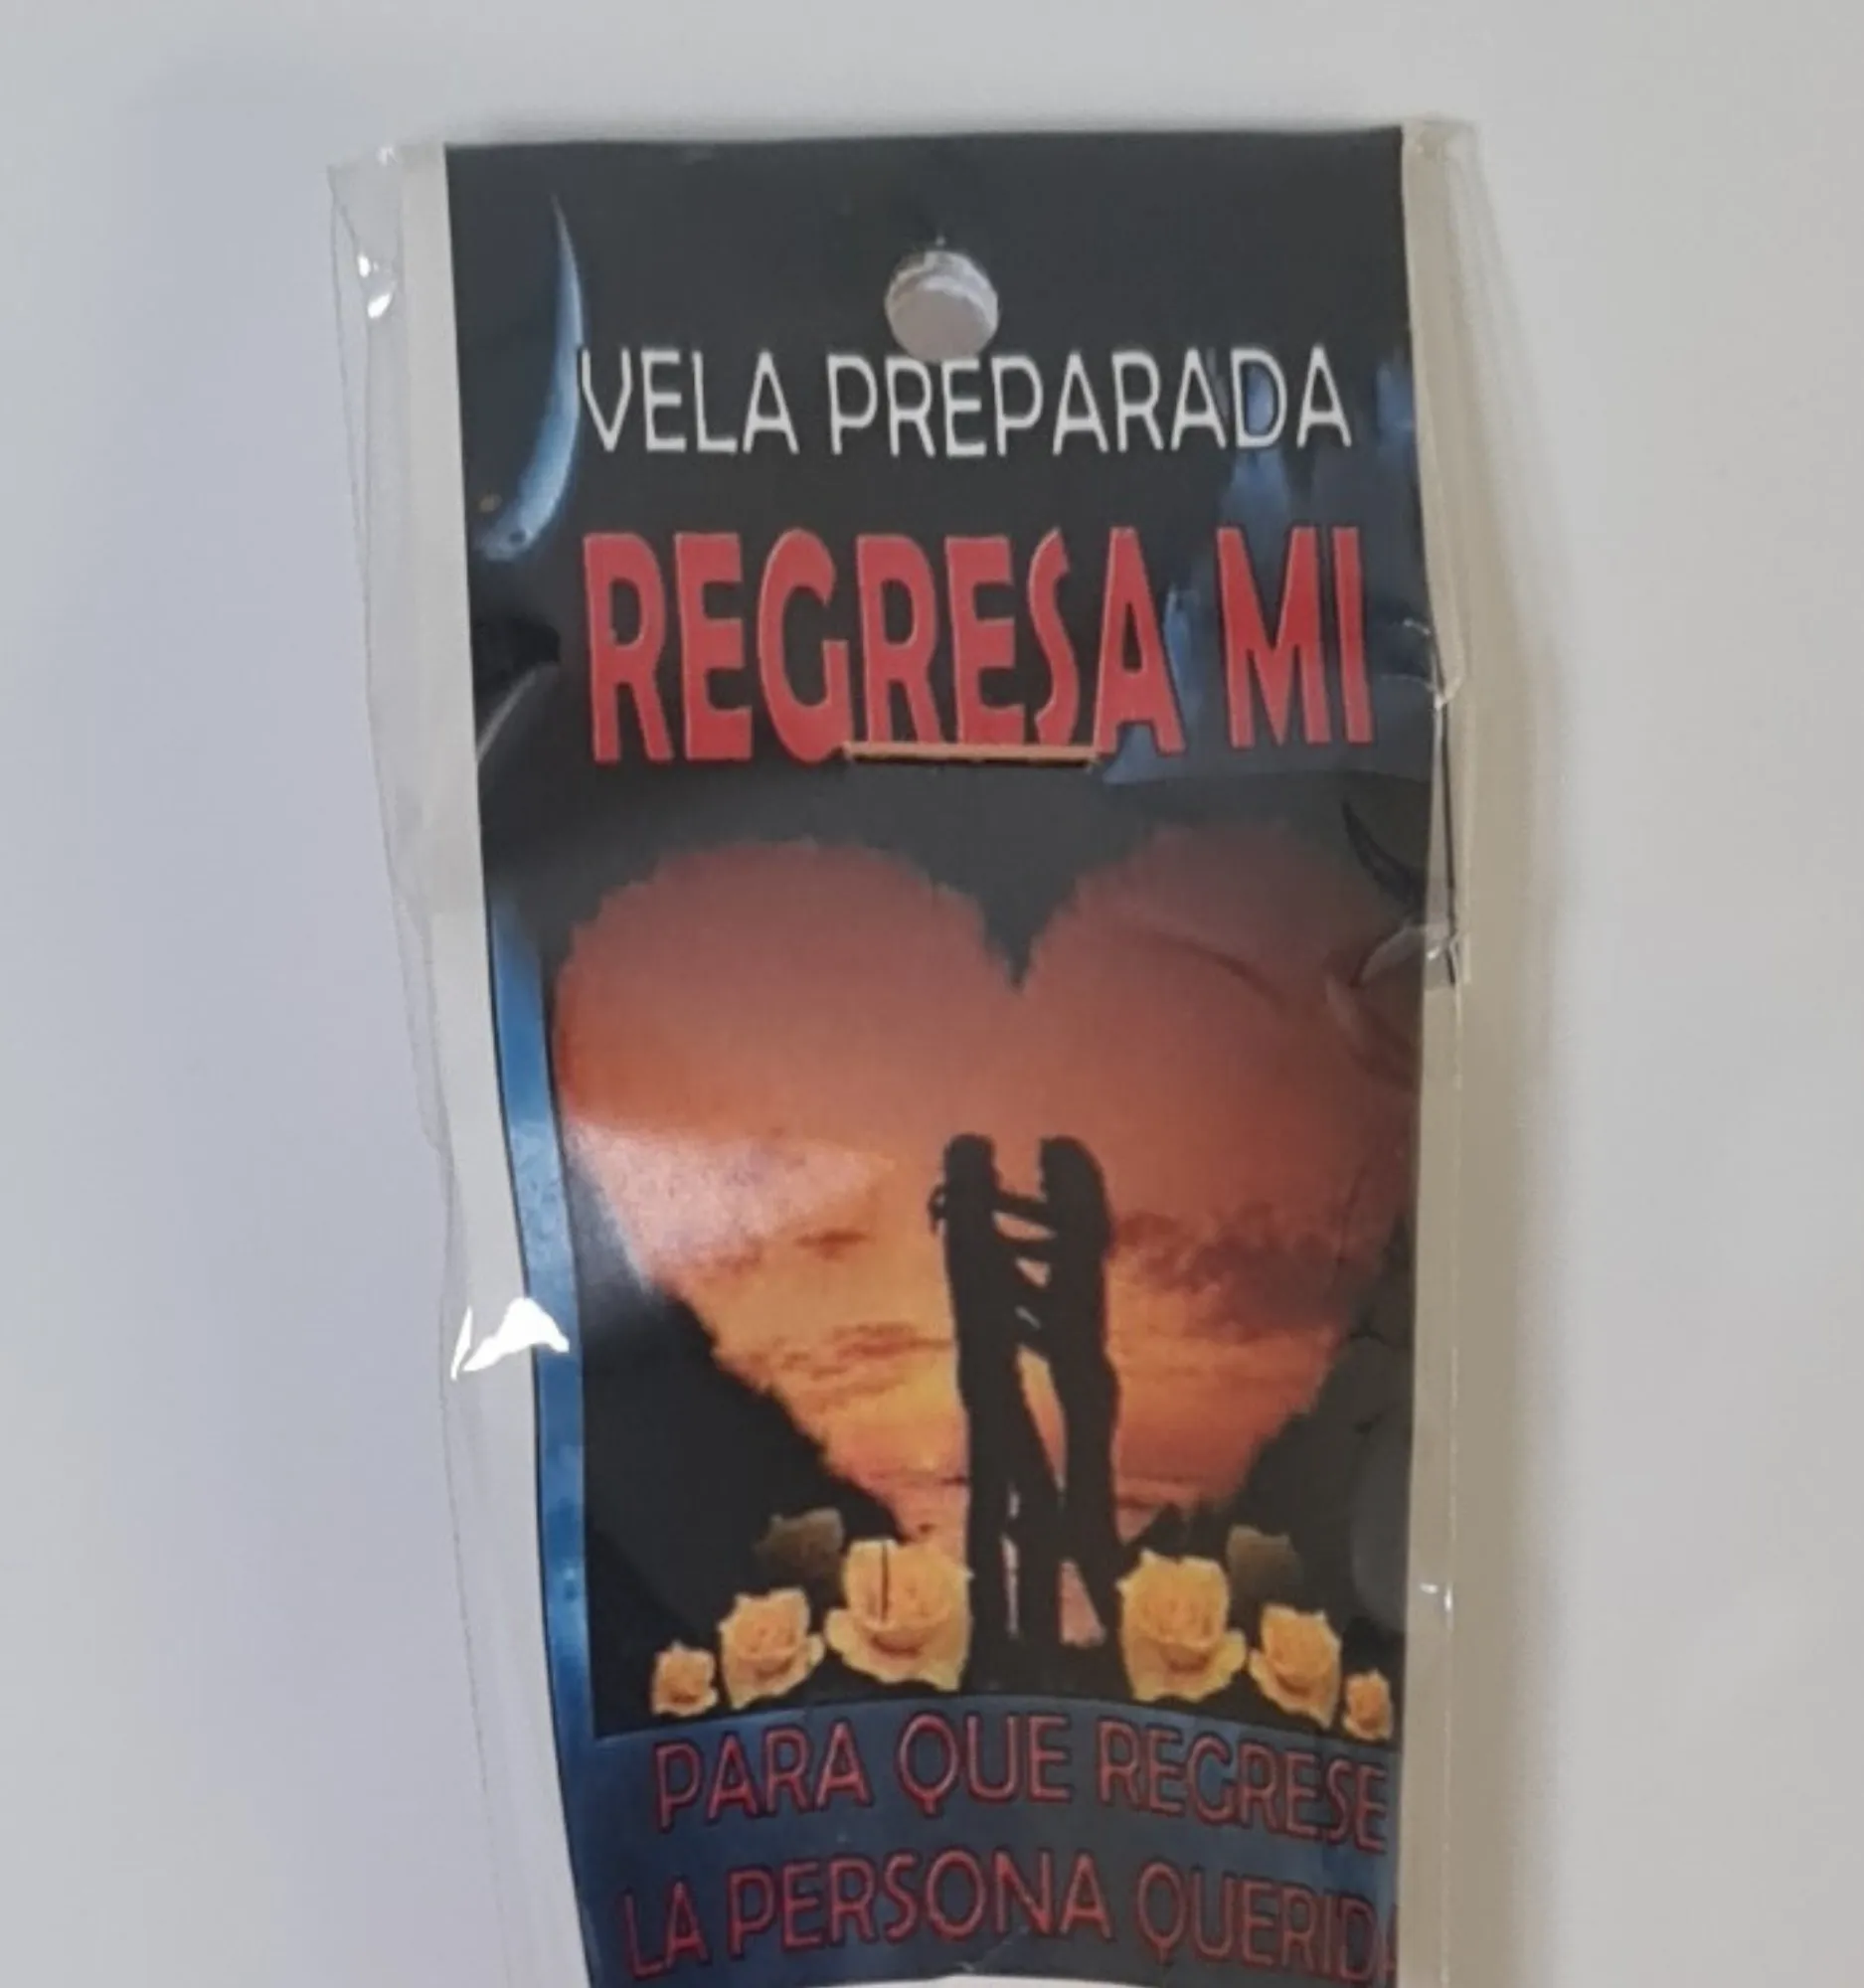 VELA PREPARADA
REGRESA MI
PARA QUE REGRESE
LA PERSONA QUERIDA